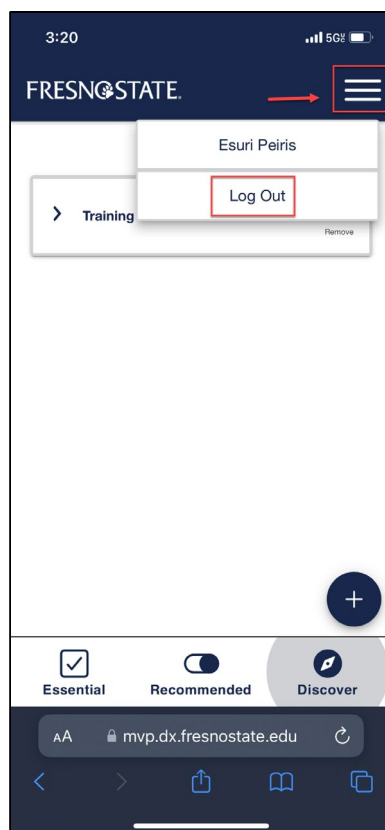 3:20
5G
FRESNOSTATE.
Esuri Peiris
Log Out
Training
Remove
+
Essential
Recommended
Discover
AA
mvp.dx.fresnostate.edu